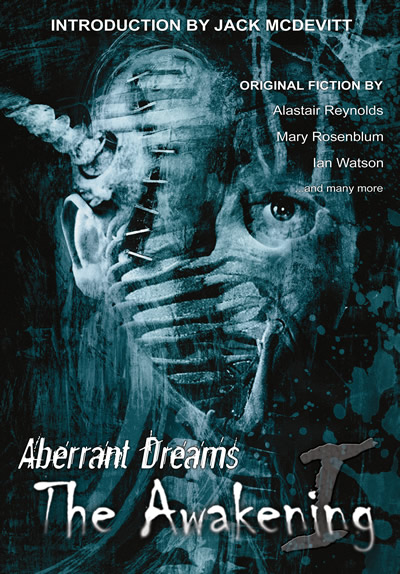 INTRODUCTION BY JACK MCDEVITT
ORIGINAL FICTION BY
Alastair Reynolds
Mary Rosenblum
Ian Watson
...and many more
Aberrant Dreams
I
The Awakening